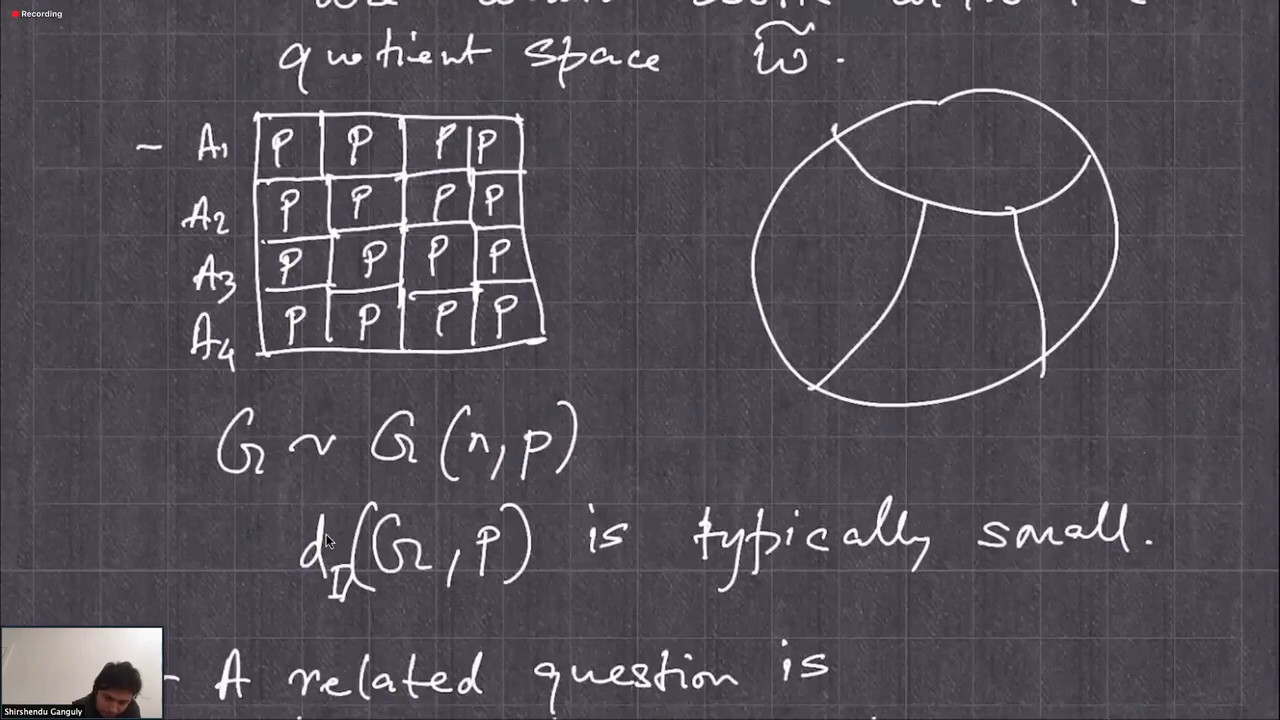 Recording
quotient space W̃.
- A1 P P P P
A2 P P P P
A3 P P P P
A4 P P P P
G ~ G(n,p)
d□(G, p) is typically small.
- A related question is
Shirshendu Ganguly